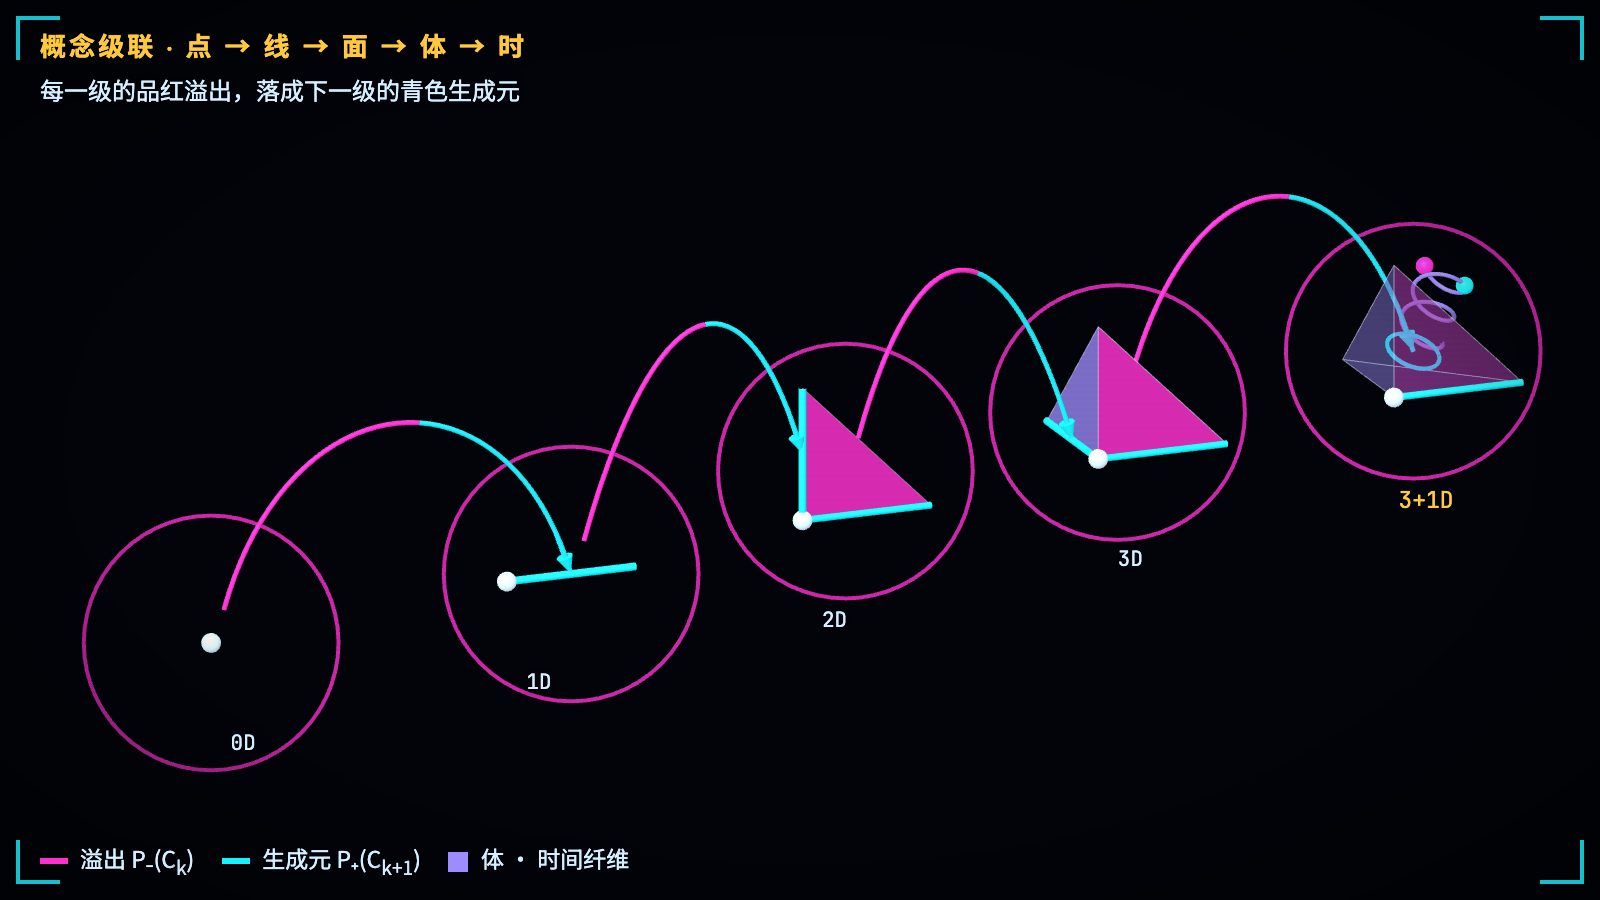 概念级联 · 点 → 线 → 面 → 体 → 时
每一级的品红溢出，落成下一级的青色生成元
3+1D
3D
2D
1D
0D
溢出 P₋(Cₖ) 生成元 P₊(Cₖ₊₁) 体 · 时间纤维